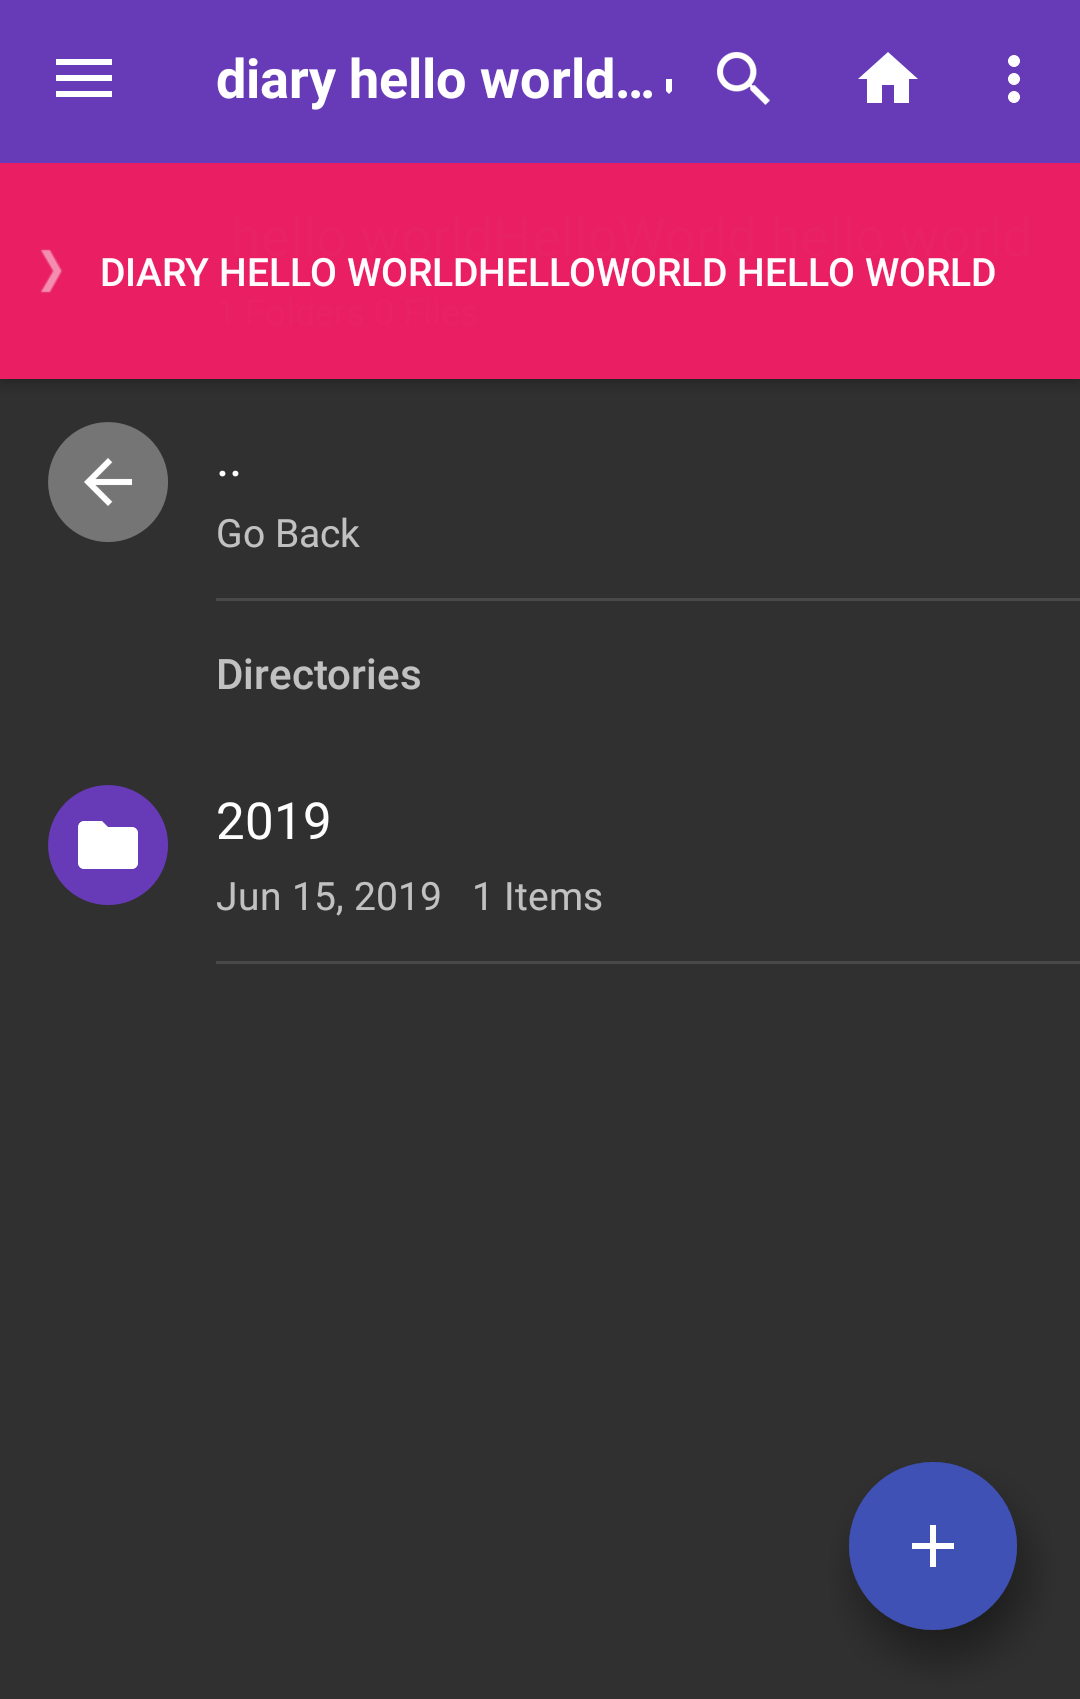 diary hello world...
DIARY HELLO WORLDHELLOWORLD HELLO WORLD
..
Go Back
Directories
2019
Jun 15, 2019 1 Items